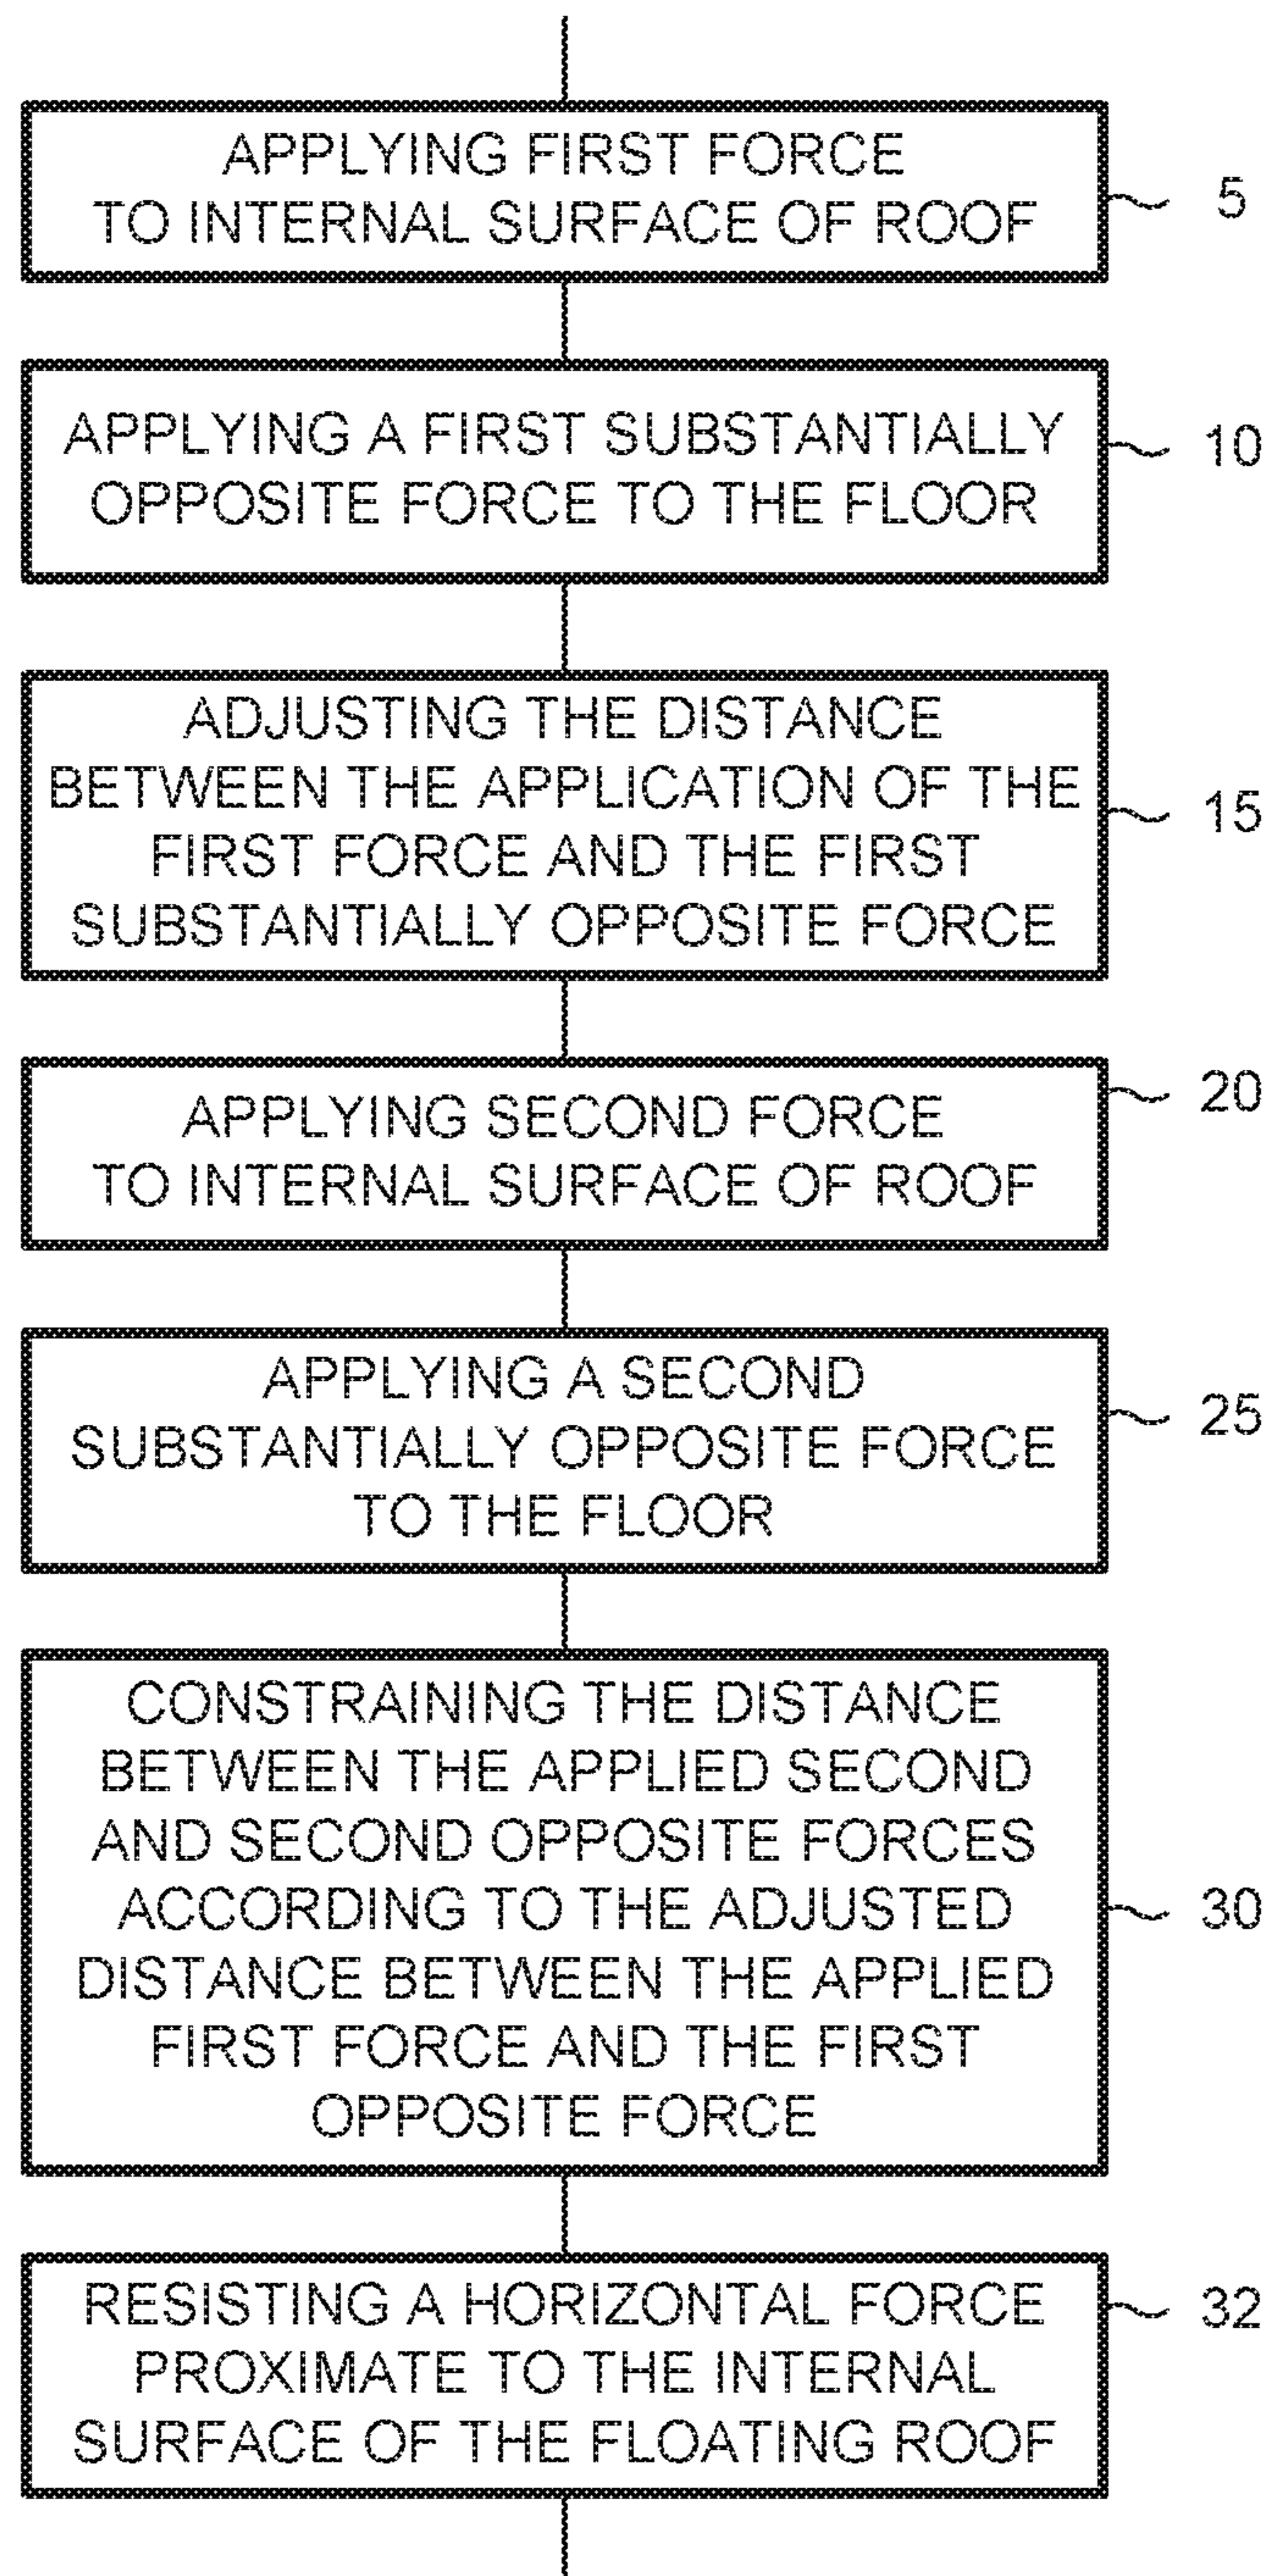 APPLYING FIRST FORCE
TO INTERNAL SURFACE OF ROOF
5
APPLYING A FIRST SUBSTANTIALLY
OPPOSITE FORCE TO THE FLOOR
10
ADJUSTING THE DISTANCE
BETWEEN THE APPLICATION OF THE
FIRST FORCE AND THE FIRST
SUBSTANTIALLY OPPOSITE FORCE
15
APPLYING SECOND FORCE
TO INTERNAL SURFACE OF ROOF
20
APPLYING A SECOND
SUBSTANTIALLY OPPOSITE FORCE
TO THE FLOOR
25
CONSTRAINING THE DISTANCE
BETWEEN THE APPLIED SECOND
AND SECOND OPPOSITE FORCES
ACCORDING TO THE ADJUSTED
DISTANCE BETWEEN THE APPLIED
FIRST FORCE AND THE FIRST
OPPOSITE FORCE
30
RESISTING A HORIZONTAL FORCE
PROXIMATE TO THE INTERNAL
SURFACE OF THE FLOATING ROOF
32